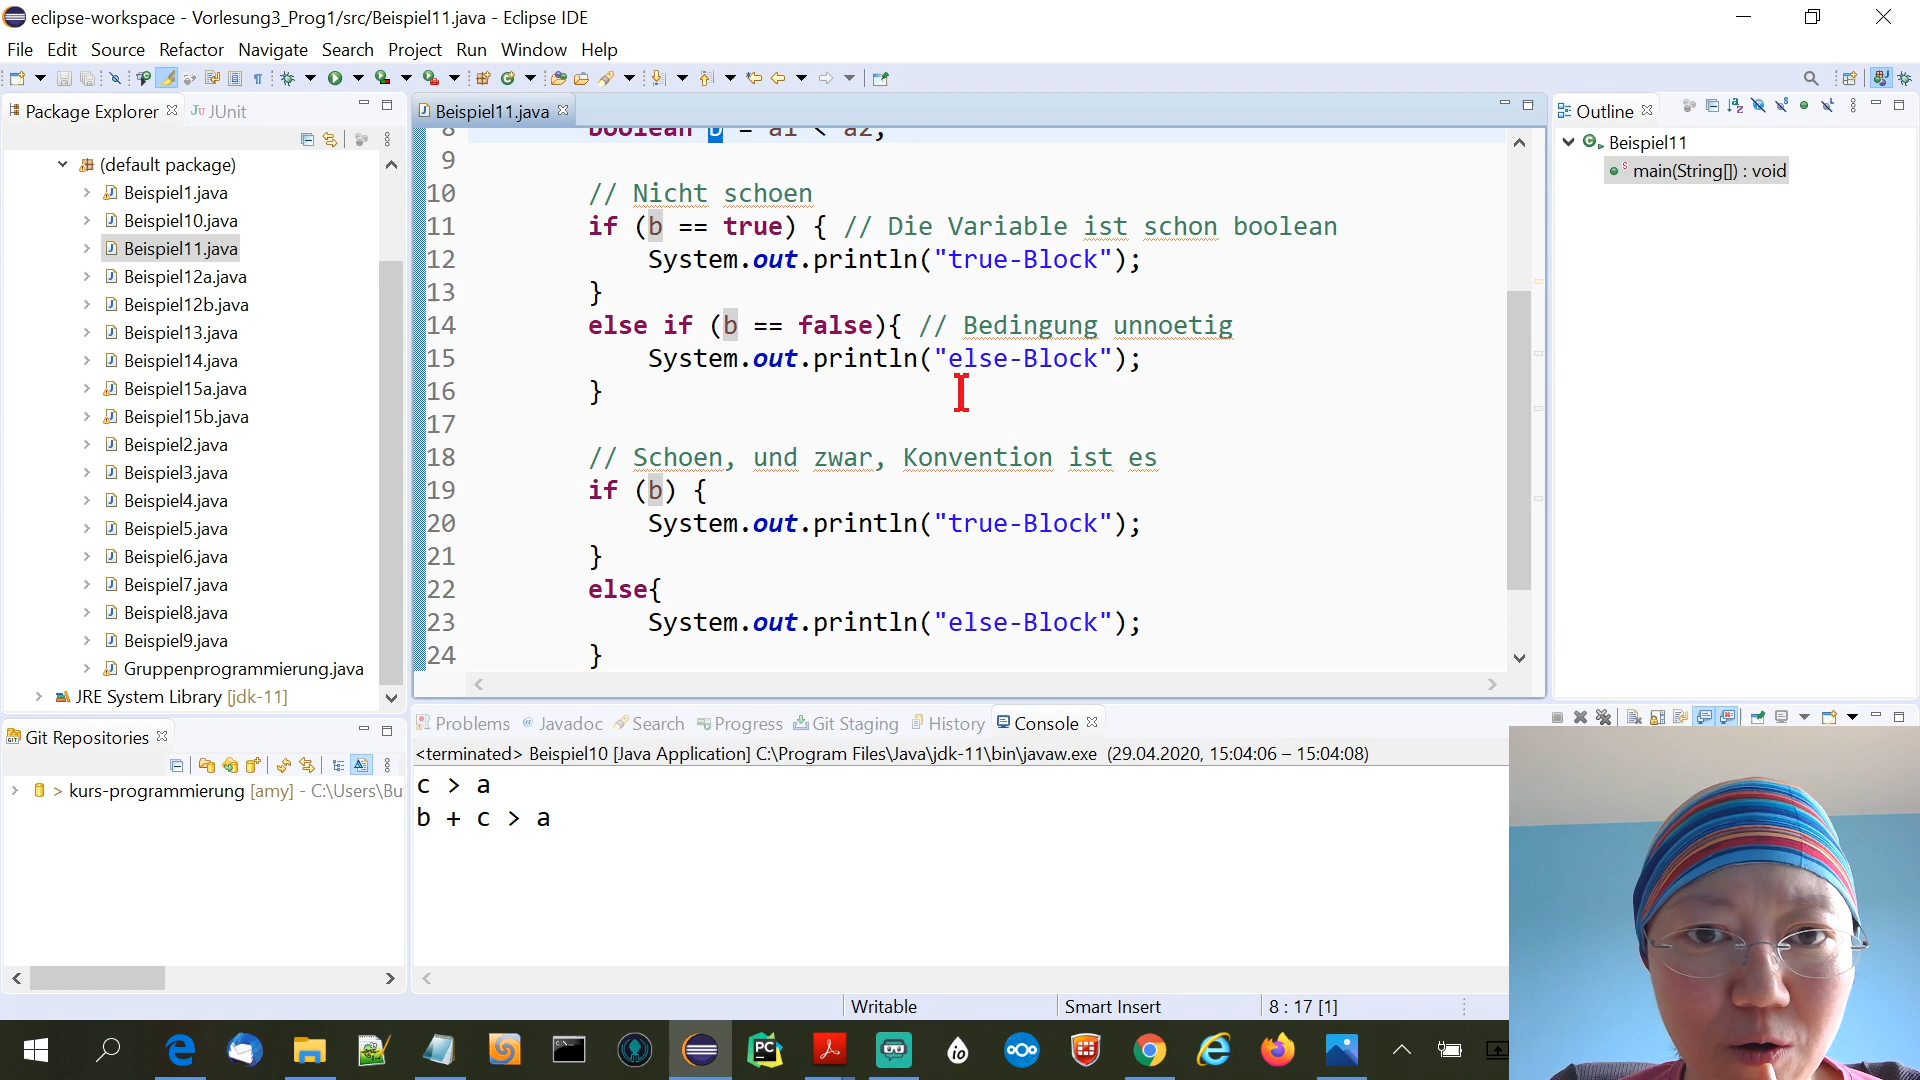 eclipse-workspace - Vorlesung3_Prog1/src/Beispiel11.java - Eclipse IDE
File Edit Source Refactor Navigate Search Project Run Window Help
Package Explorer JUnit
(default package)
Beispiel1.java
Beispiel10.java
Beispiel11.java
Beispiel12a.java
Beispiel12b.java
Beispiel13.java
Beispiel14.java
Beispiel15a.java
Beispiel15b.java
Beispiel2.java
Beispiel3.java
Beispiel4.java
Beispiel5.java
Beispiel6.java
Beispiel7.java
Beispiel8.java
Beispiel9.java
Gruppenprogrammierung.java
JRE System Library [jdk-11]
Git Repositories
> kurs-programmierung [amy] - C:\Users\Bu
Beispiel11.java
8 boolean b = a1 < a2;
9
10 // Nicht schoen
11 if (b == true) { // Die Variable ist schon boolean
12 System.out.println("true-Block");
13 }
14 else if (b == false){ // Bedingung unnoetig
15 System.out.println("else-Block");
16 }
17
18 // Schoen, und zwar, Konvention ist es
19 if (b) {
20 System.out.println("true-Block");
21 }
22 else{
23 System.out.println("else-Block");
24 }
Outline
Beispiel11
main(String[]) : void
Problems Javadoc Search Progress Git Staging History Console
<terminated> Beispiel10 [Java Application] C:\Program Files\Java\jdk-11\bin\javaw.exe (29.04.2020, 15:04:06 – 15:04:08)
c > a
b + c > a
Writable Smart Insert 8 : 17 [1]
PC
io